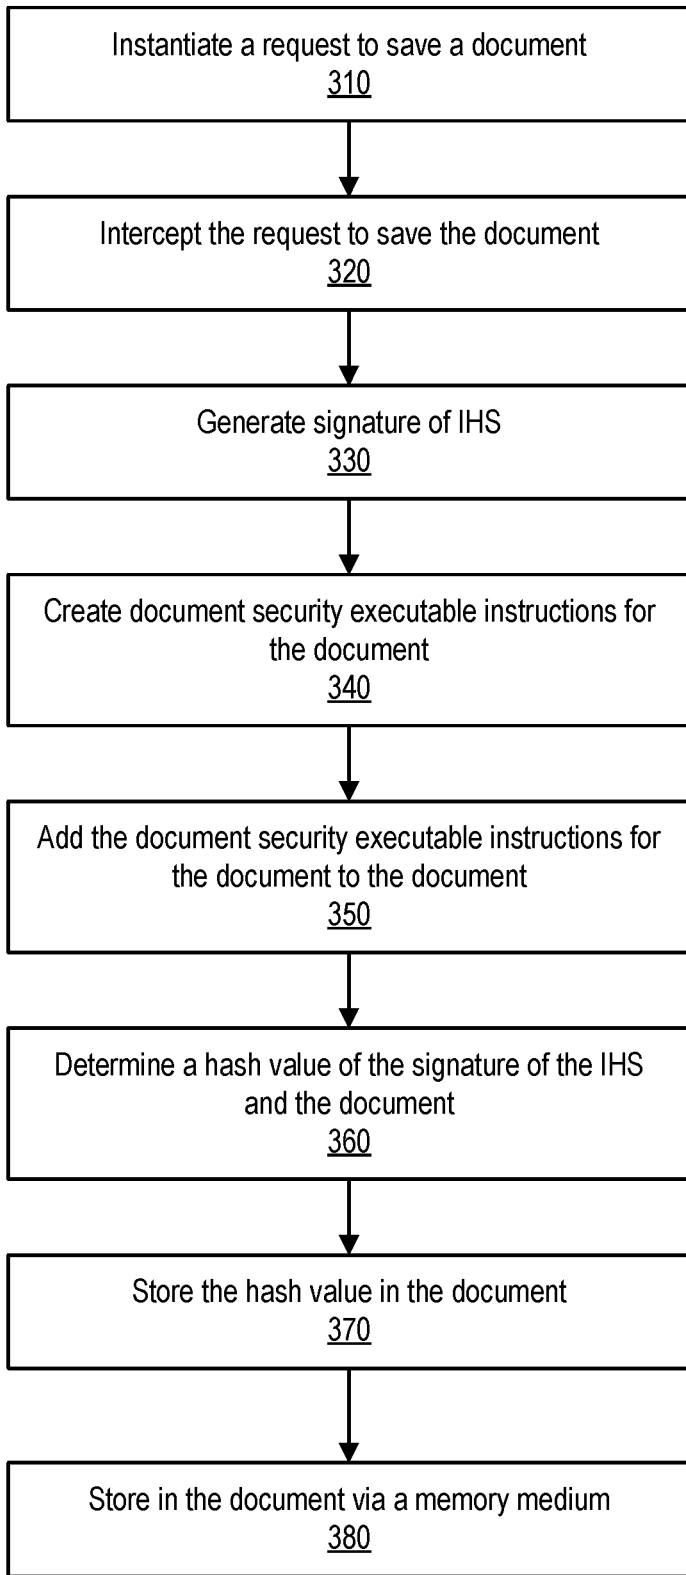 Instantiate a request to save a document
310
Intercept the request to save the document
320
Generate signature of IHS
330
Create document security executable instructions for
the document
340
Add the document security executable instructions for
the document to the document
350
Determine a hash value of the signature of the IHS
and the document
360
Store the hash value in the document
370
Store in the document via a memory medium
380